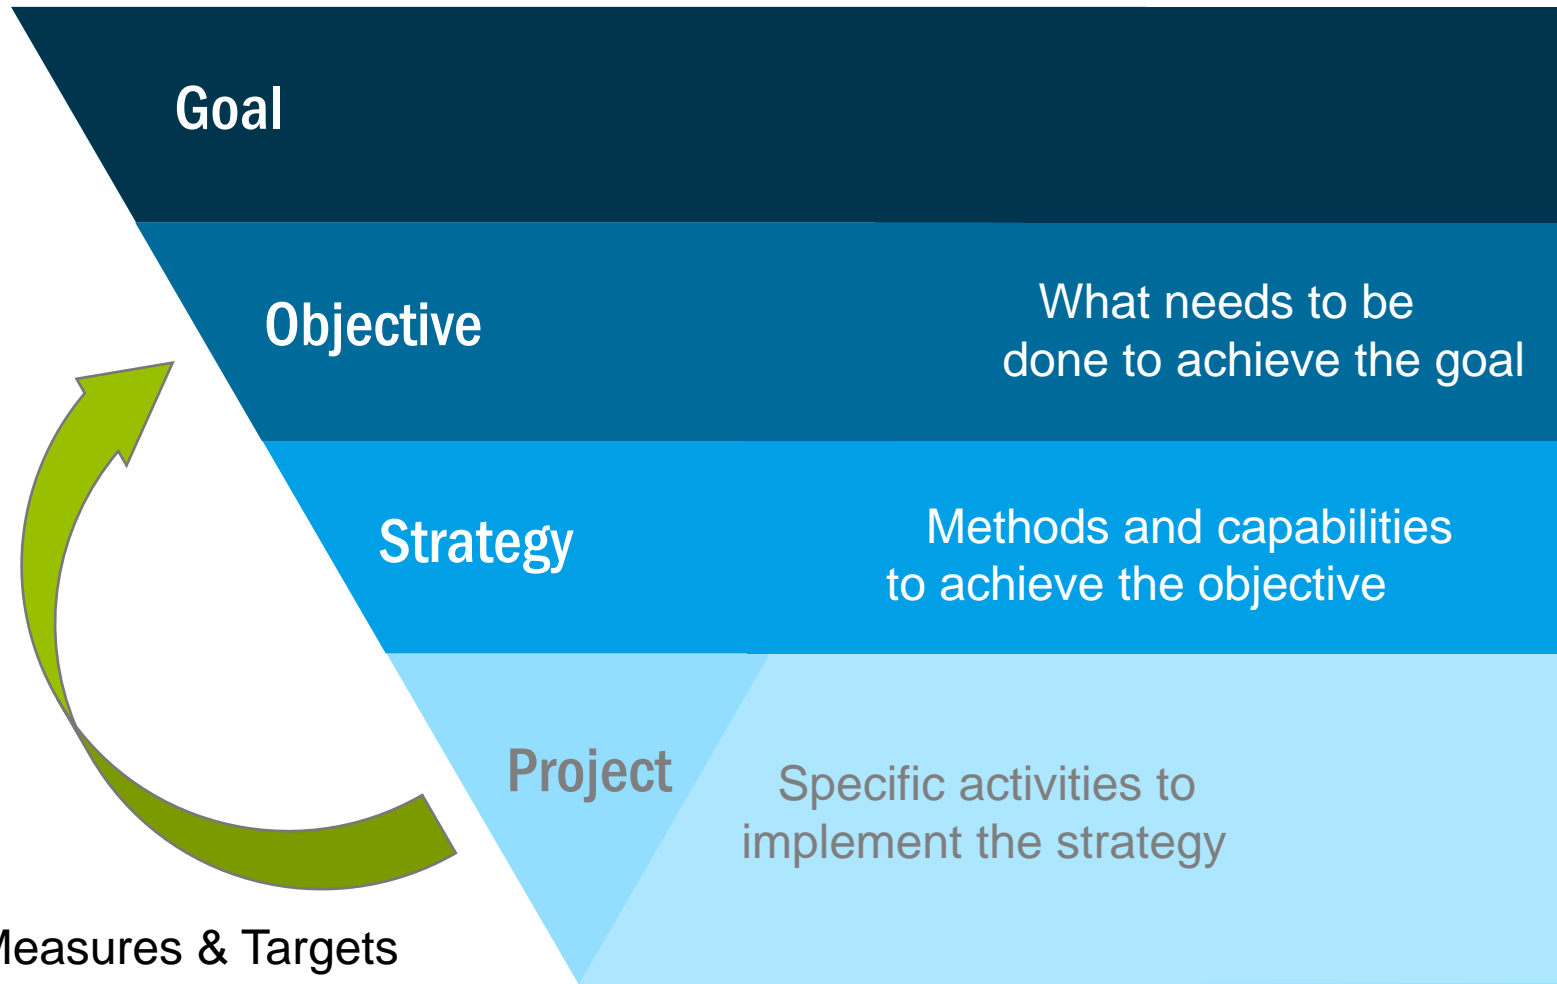 Goal
Objective
What needs to be
done to achieve the goal
Strategy
Methods and capabilities
to achieve the objective
Project
Specific activities to
implement the strategy
Measures & Targets